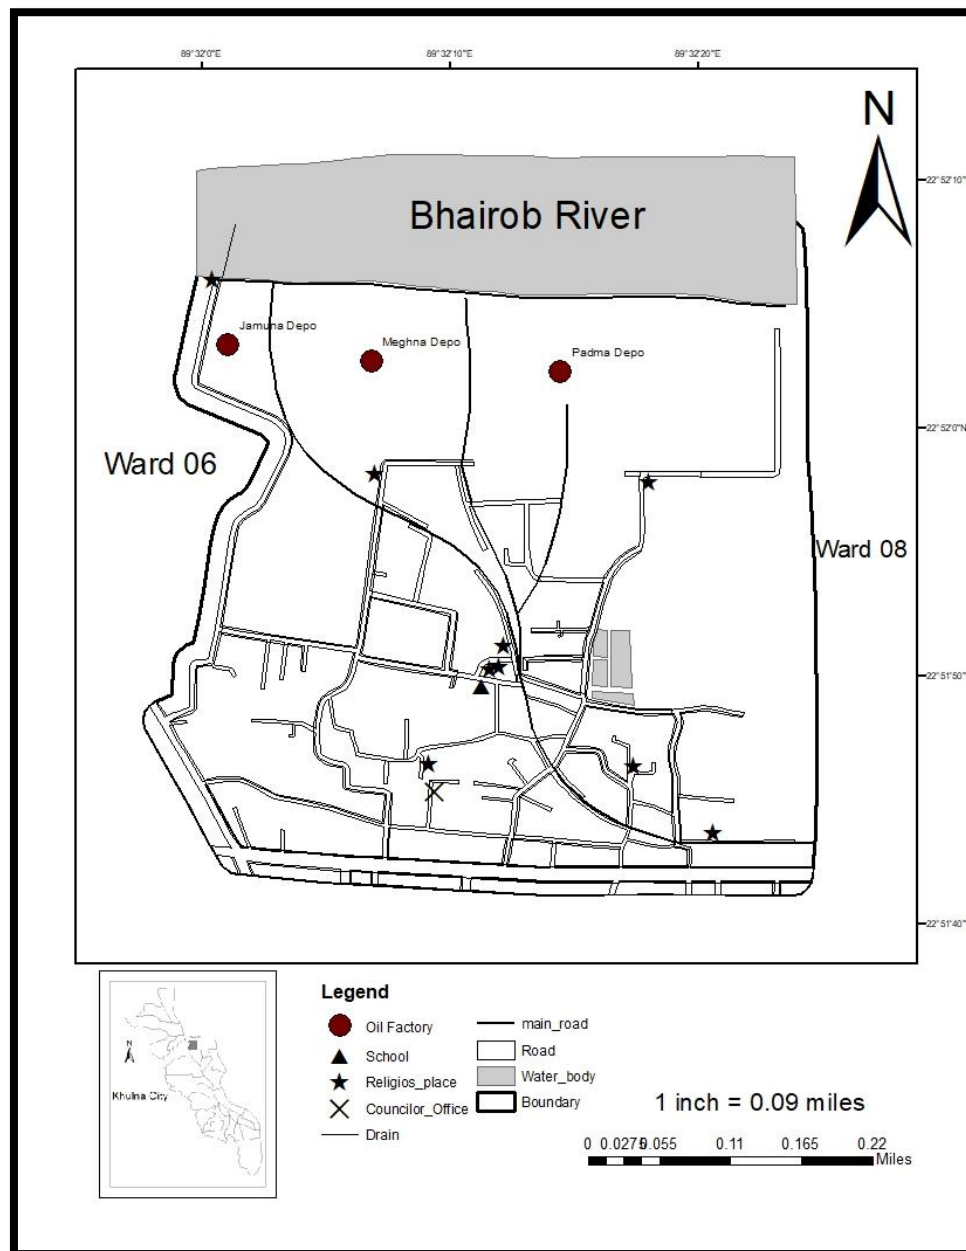 89°32'0"E 89°32'10"E 89°32'20"E
N
22°52'10"
Bhairob River
Jamuna Depo
Meghna Depo
Padma Depo
22°52'0"N
Ward 06
Ward 08
22°51'50"
22°51'40"
Legend
Oil Factory
School
Religios_place
Councilor_Office
Drain
main_road
Road
Water_body
Boundary
N
Khulna City
1 inch = 0.09 miles
0 0.0275 0.055 0.11 0.165 0.22
Miles